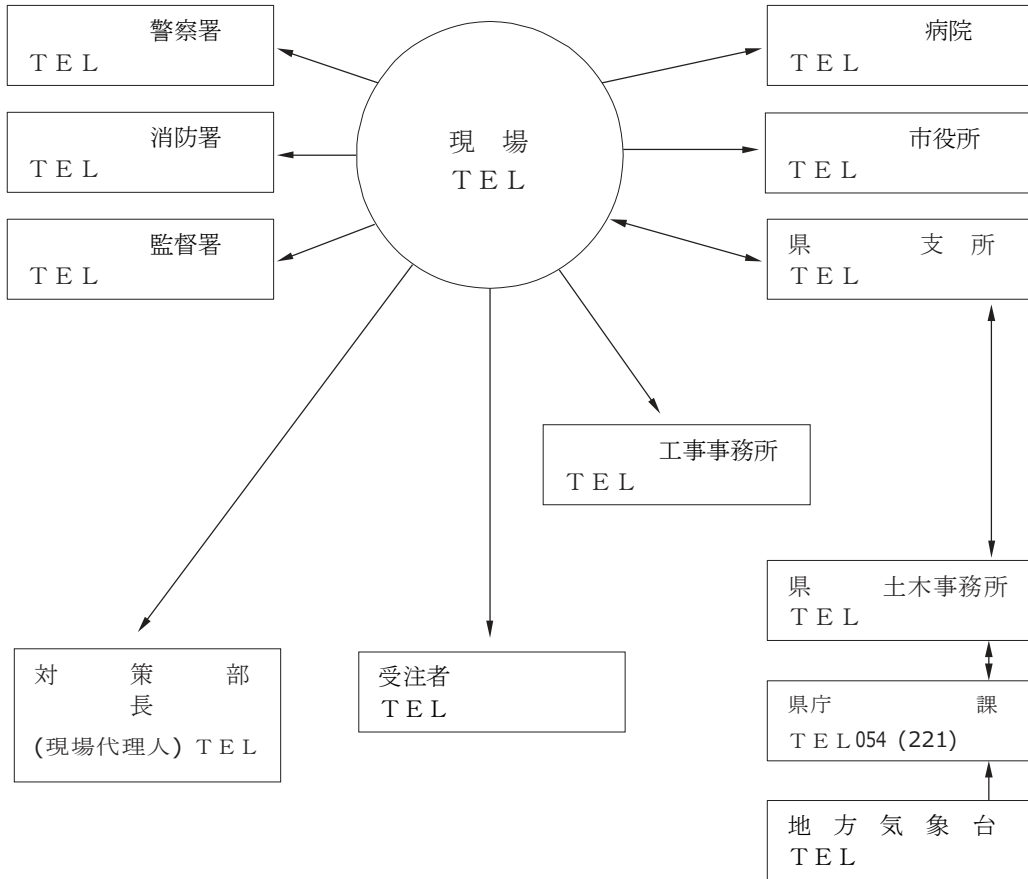 警察署
ＴＥＬ
消防署
ＴＥＬ
監督署
ＴＥＬ
現 場
ＴＥＬ
病院
ＴＥＬ
市役所
ＴＥＬ
県 支 所
ＴＥＬ
工事事務所
ＴＥＬ
県 土木事務所
ＴＥＬ
対 策 部
長
(現場代理人) ＴＥＬ
受注者
ＴＥＬ
県庁 課
ＴＥＬ054 (221)
地 方 気 象 台
ＴＥＬ